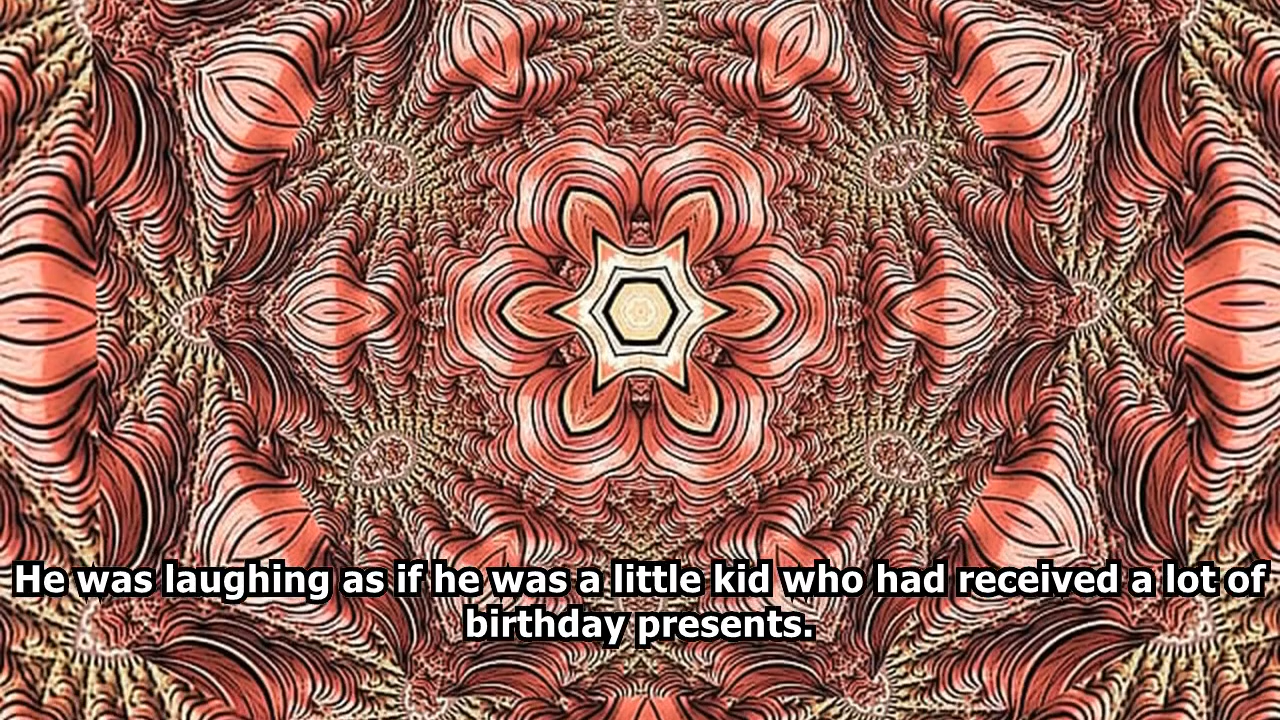 He was laughing as if he was a little kid who had received a lot of
birthday presents.